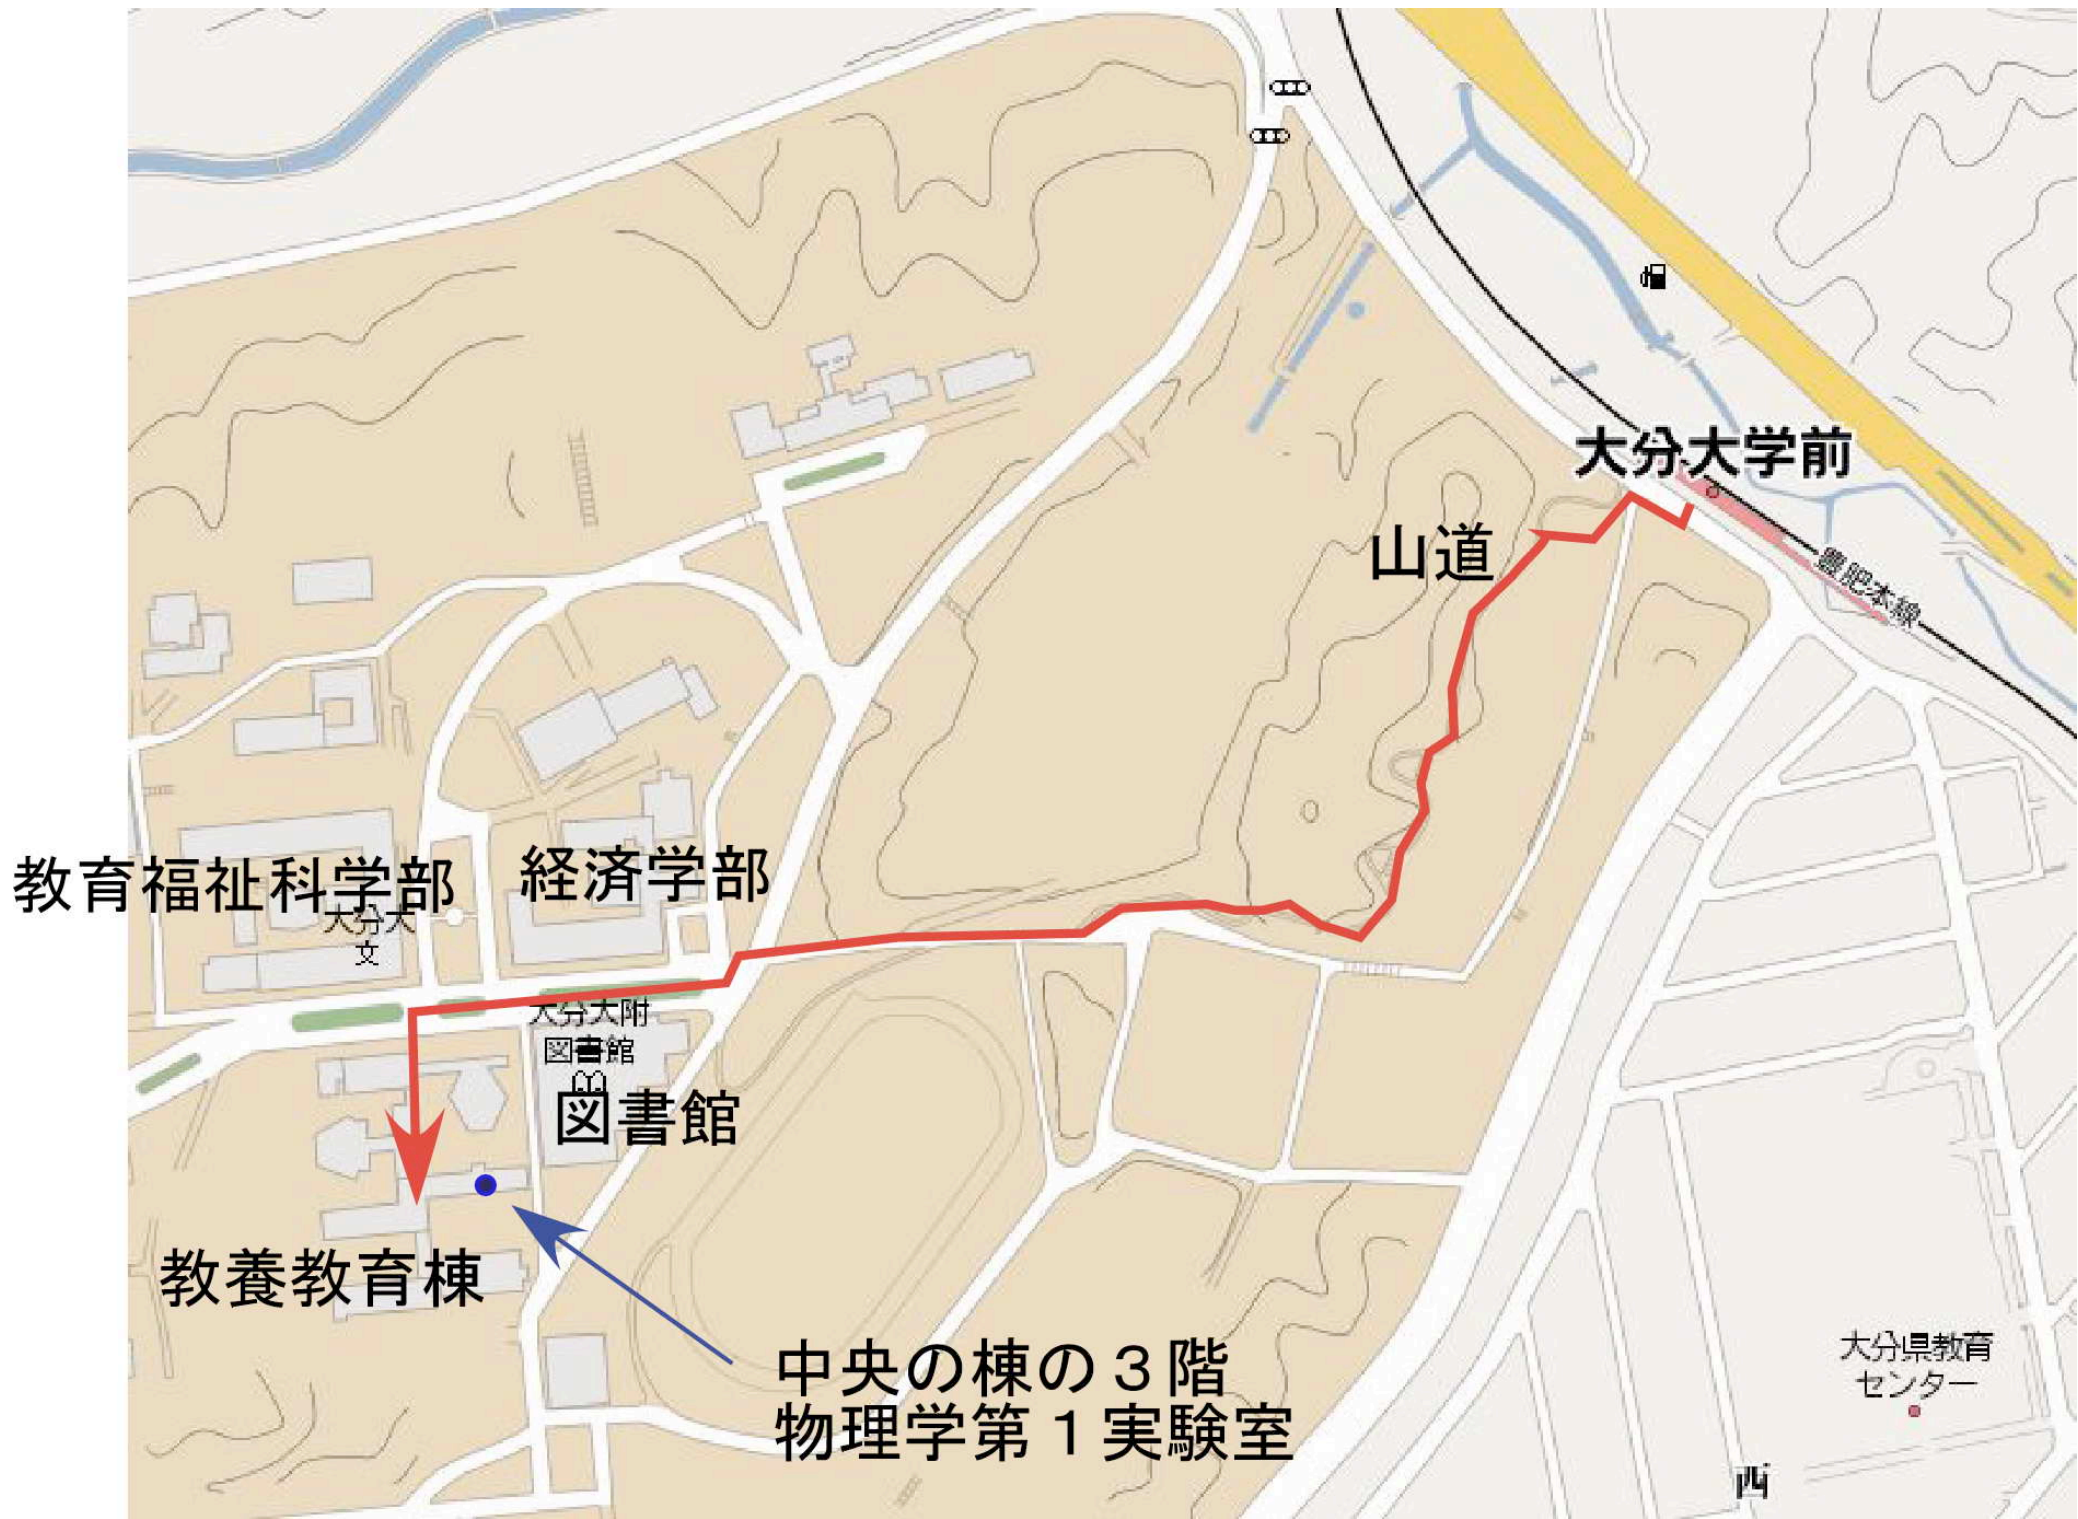 大分大学前
山道
豊肥本線
教育福祉科学部
経済学部
大分大
文
大分大附
図書館
図書館
教養教育棟
中央の棟の３階
物理学第１実験室
大分県教育
センター
西